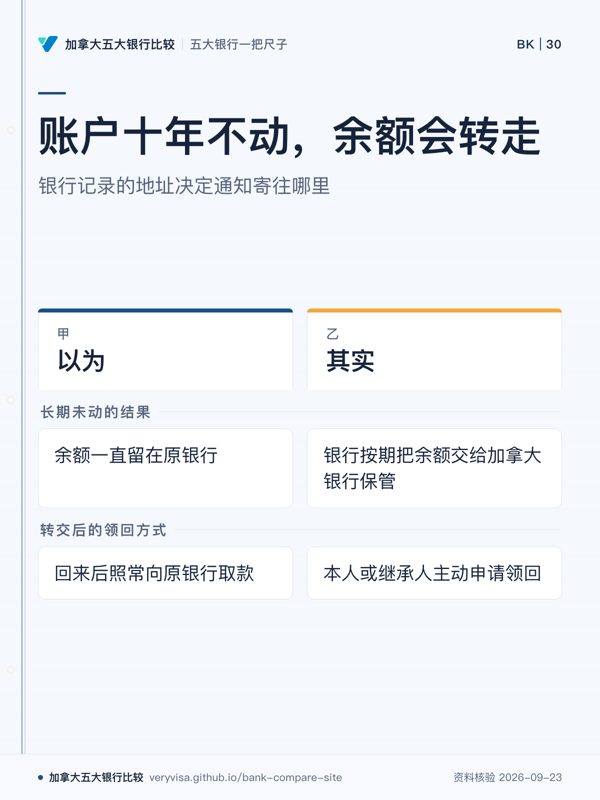 加拿大五大银行比较 | 五大银行一把尺子
BK | 30
账户十年不动，余额会转走
银行记录的地址决定通知寄往哪里
甲
以为
乙
其实
长期未动的结果
余额一直留在原银行
银行按期把余额交给加拿大
银行保管
转交后的领回方式
回来后照常向原银行取款
本人或继承人主动申请领回
加拿大五大银行比较 veryvisa.github.io/bank-compare-site
资料核验 2026-09-23